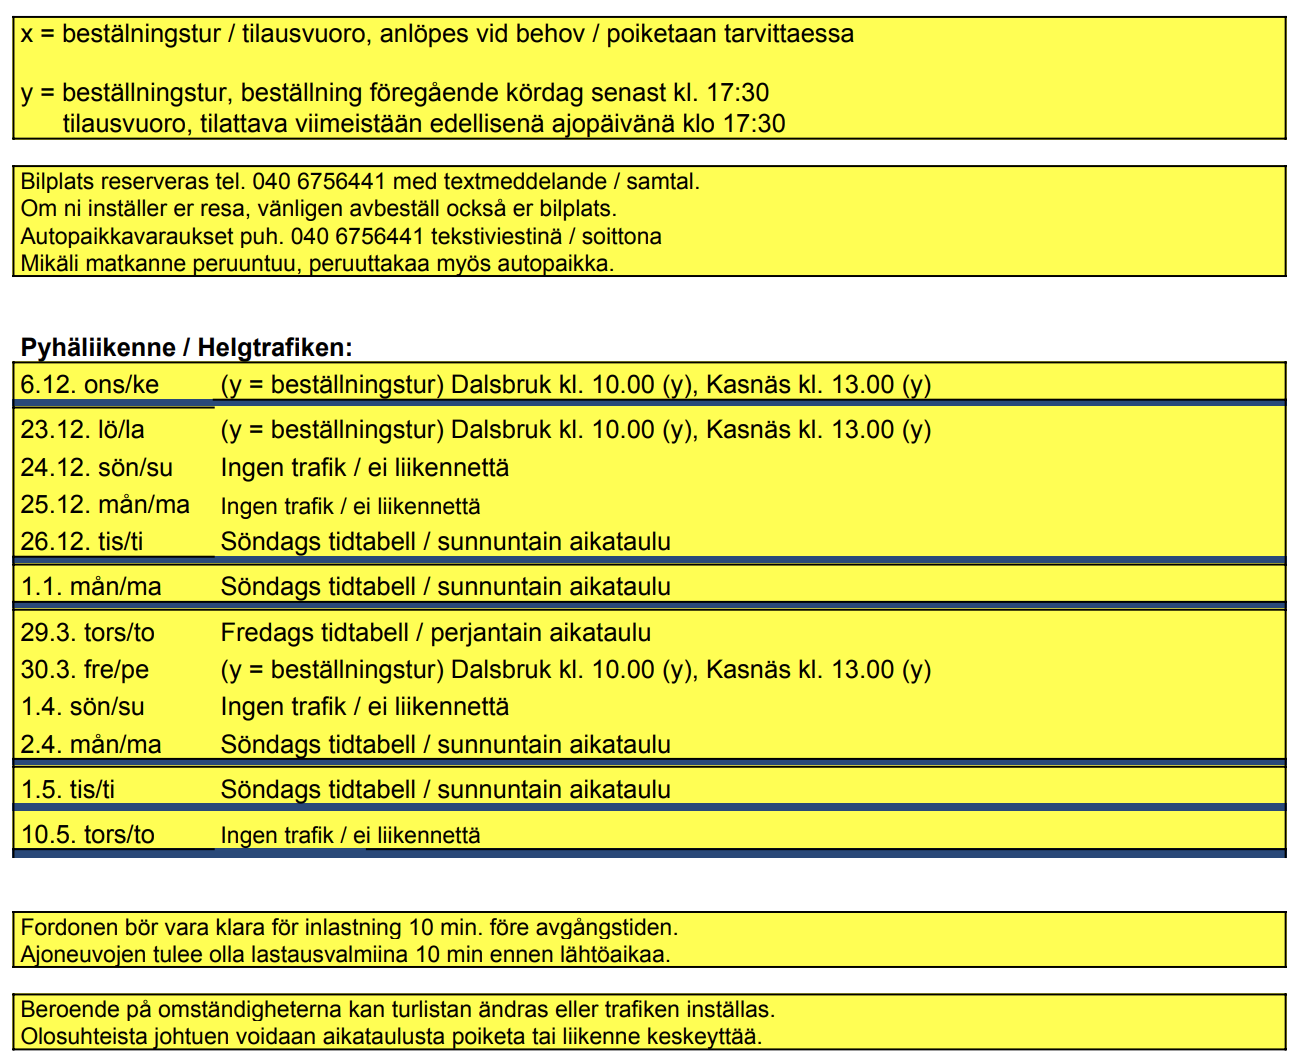 x = bestälningstur / tilausvuoro, anlöpes vid behov / poiketaan tarvittaessa
y = beställningstur, beställning föregående kördag senast kl. 17:30
tilausvuoro, tilattava viimeistään edellisenä ajopäivänä klo 17:30
Bilplats reserveras tel. 040 6756441 med textmeddelande / samtal.
Om ni inställer er resa, vänligen avbeställ också er bilplats.
Autopaikkavaraukset puh. 040 6756441 tekstiviestinä / soittona
Mikäli matkanne peruuntuu, peruuttakaa myös autopaikka.
Pyhäliikenne / Helgtrafiken:
6.12. ons/ke (y = beställningstur) Dalsbruk kl. 10.00 (y), Kasnäs kl. 13.00 (y)
23.12. lö/la (y = beställningstur) Dalsbruk kl. 10.00 (y), Kasnäs kl. 13.00 (y)
24.12. sön/su Ingen trafik / ei liikennettä
25.12. mån/ma Ingen trafik / ei liikennettä
26.12. tis/ti Söndags tidtabell / sunnuntain aikataulu
1.1. mån/ma Söndags tidtabell / sunnuntain aikataulu
29.3. tors/to Fredags tidtabell / perjantain aikataulu
30.3. fre/pe (y = beställningstur) Dalsbruk kl. 10.00 (y), Kasnäs kl. 13.00 (y)
1.4. sön/su Ingen trafik / ei liikennettä
2.4. mån/ma Söndags tidtabell / sunnuntain aikataulu
1.5. tis/ti Söndags tidtabell / sunnuntain aikataulu
10.5. tors/to Ingen trafik / ei liikennettä
Fordonen bör vara klara för inlastning 10 min. före avgångstiden.
Ajoneuvojen tulee olla lastausvalmiina 10 min ennen lähtöaikaa.
Beroende på omständigheterna kan turlistan ändras eller trafiken inställas.
Olosuhteista johtuen voidaan aikataulusta poiketa tai liikenne keskeyttää.